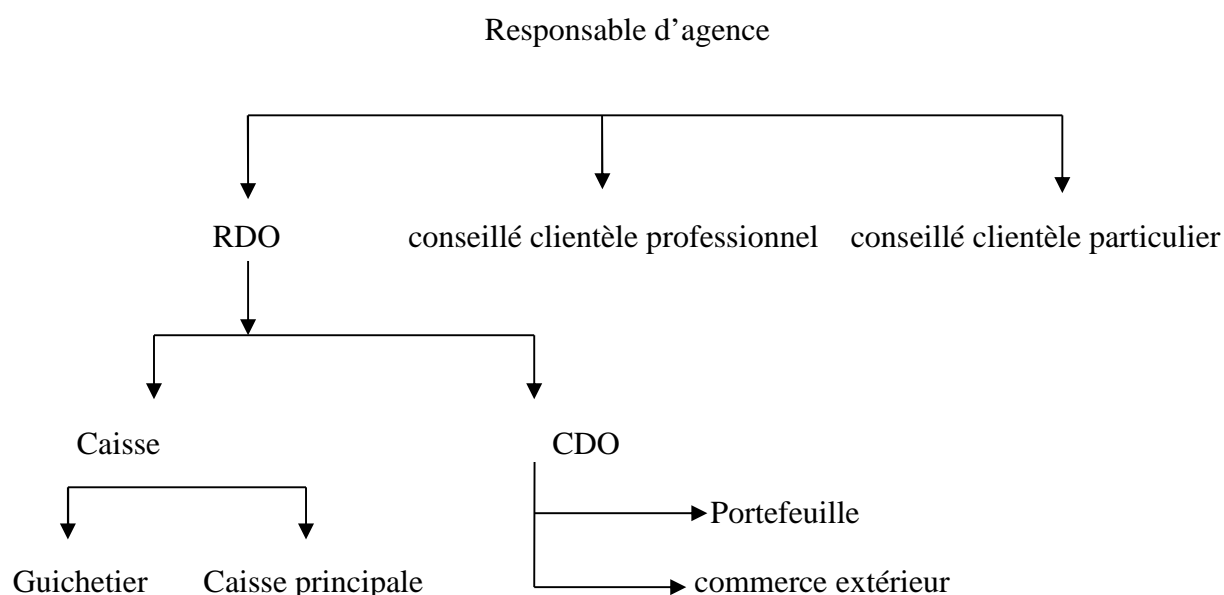 Responsable d’agence
RDO conseillé clientèle professionnel conseillé clientèle particulier
Caisse CDO
Portefeuille
Guichetier Caisse principale commerce extérieur